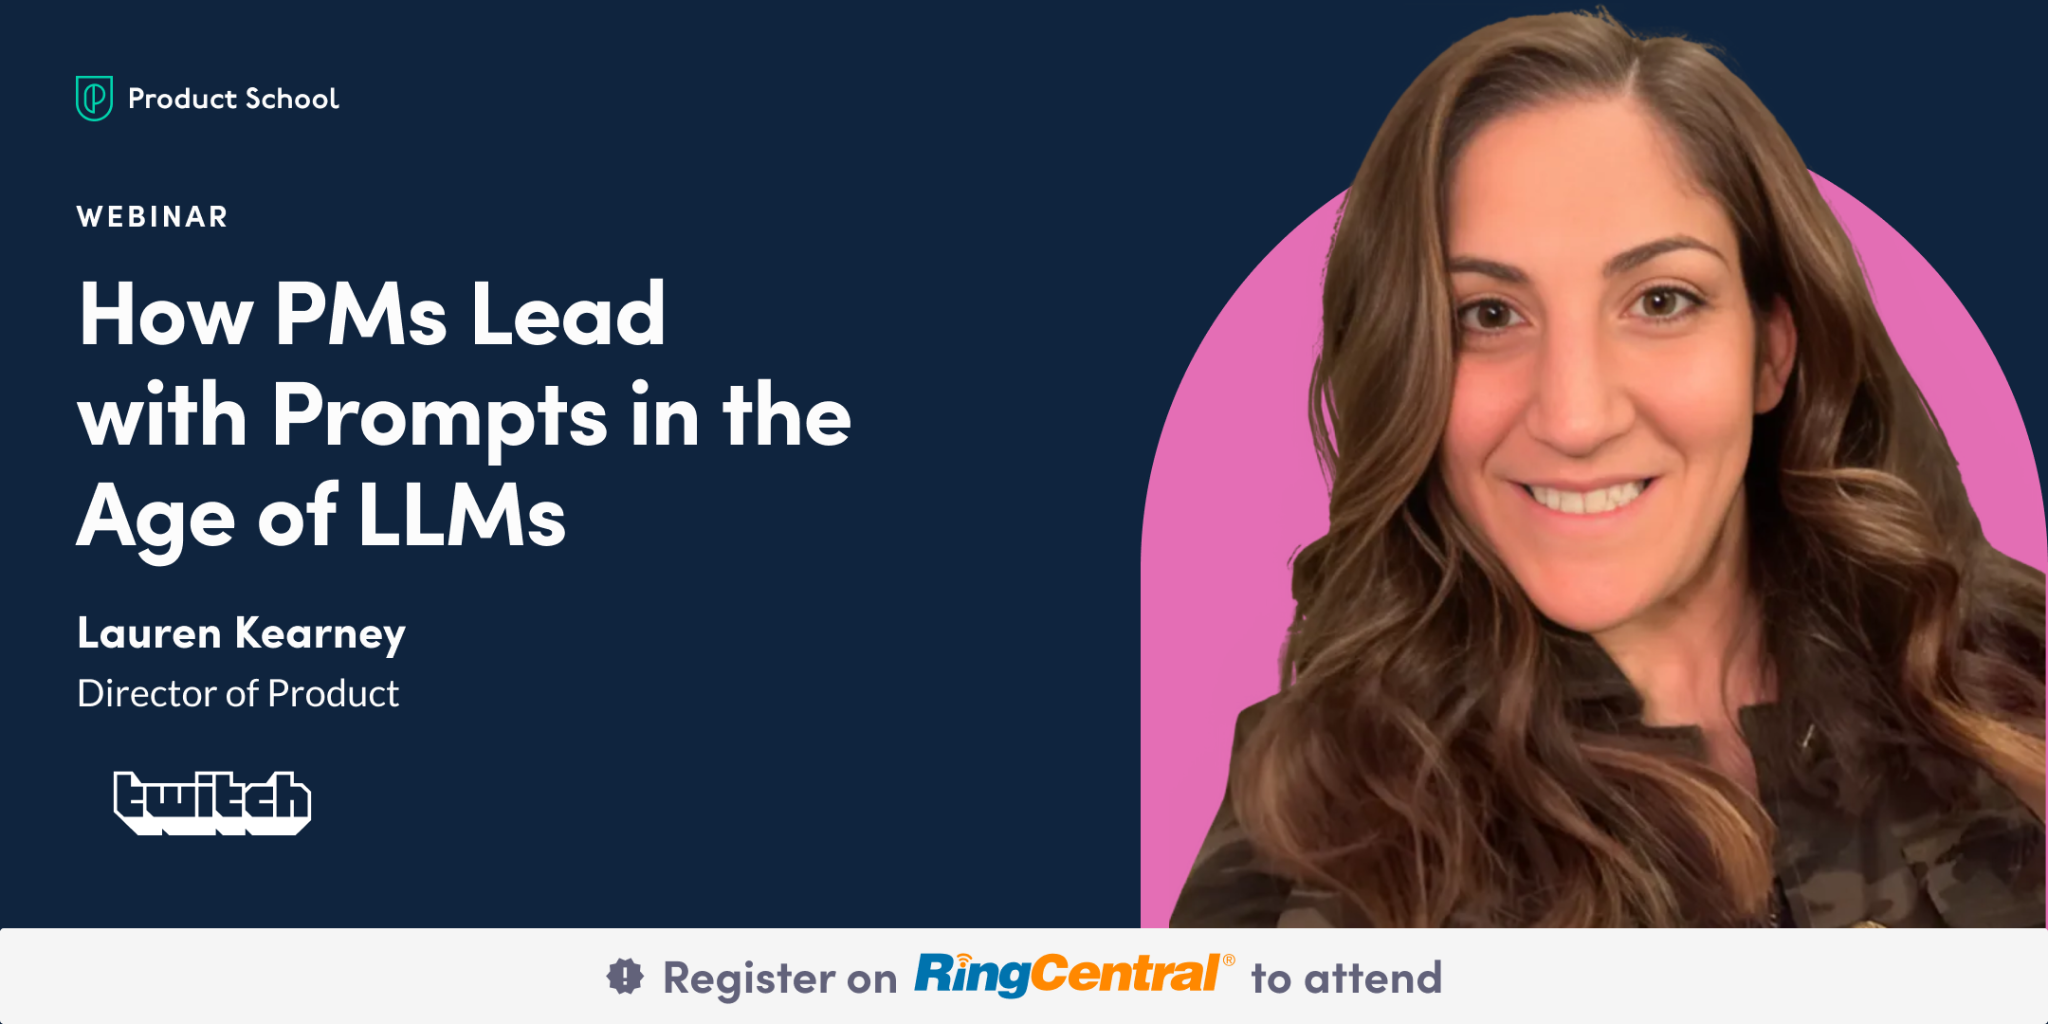 Product School
WEBINAR
How PMs Lead
with Prompts in the
Age of LLMs
Lauren Kearney
Director of Product
twitch
Register on RingCentral® to attend